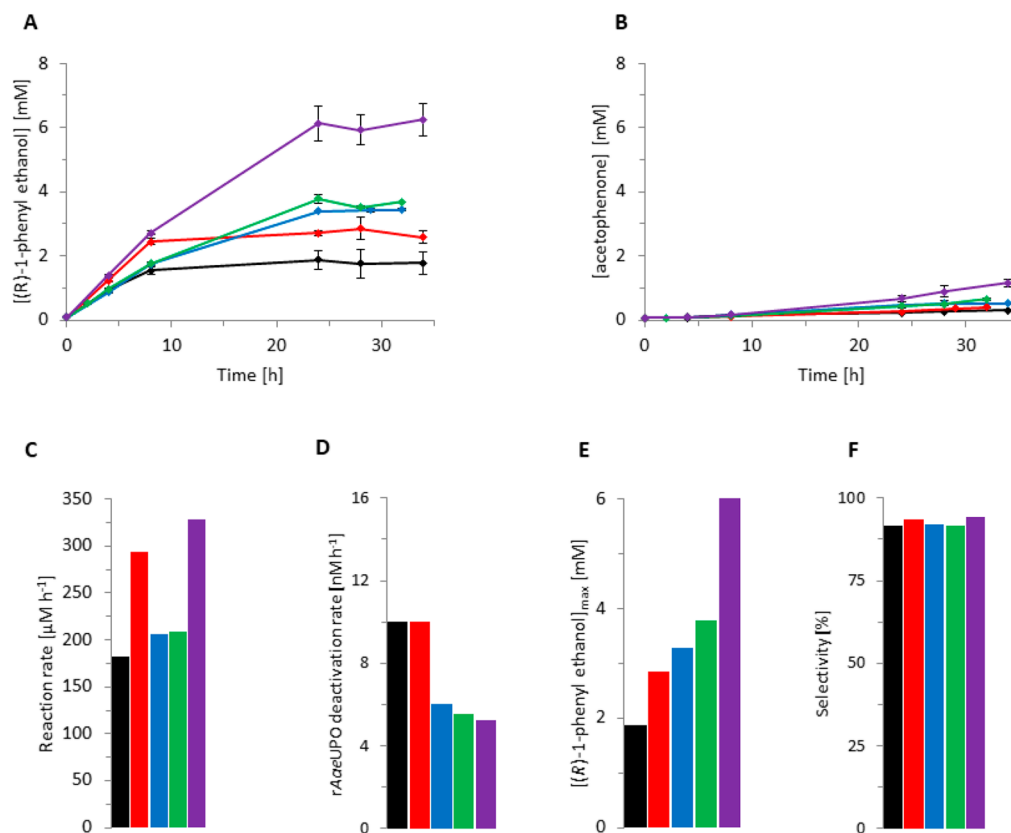 A
B
[(R)-1-phenyl ethanol] [mM]
8
6
4
2
0
0
10
20
30
Time [h]
[acetophenone] [mM]
8
6
4
2
0
0
10
20
30
Time [h]
C
D
E
F
Reaction rate [µM h-1]
350
300
250
200
150
100
50
0
rAaeUPO deactivation rate [nM h-1]
16
12
8
4
0
[(R)-1-phenyl ethanol]max [mM]
6
4
2
0
Selectivity [%]
100
75
50
25
0